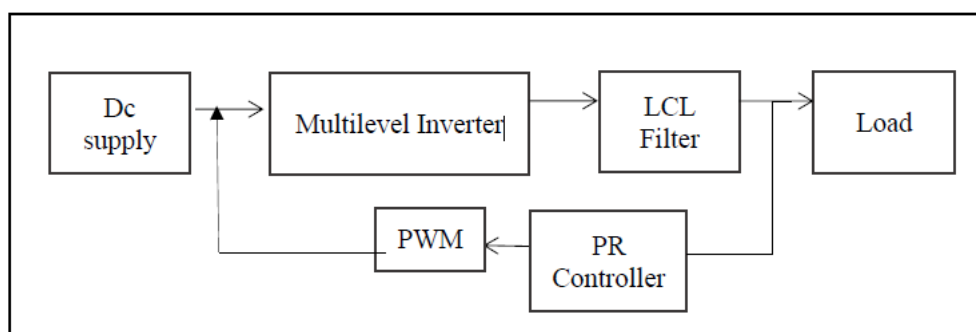 Dc
supply
Multilevel Inverter
LCL
Filter
Load
PWM
PR
Controller